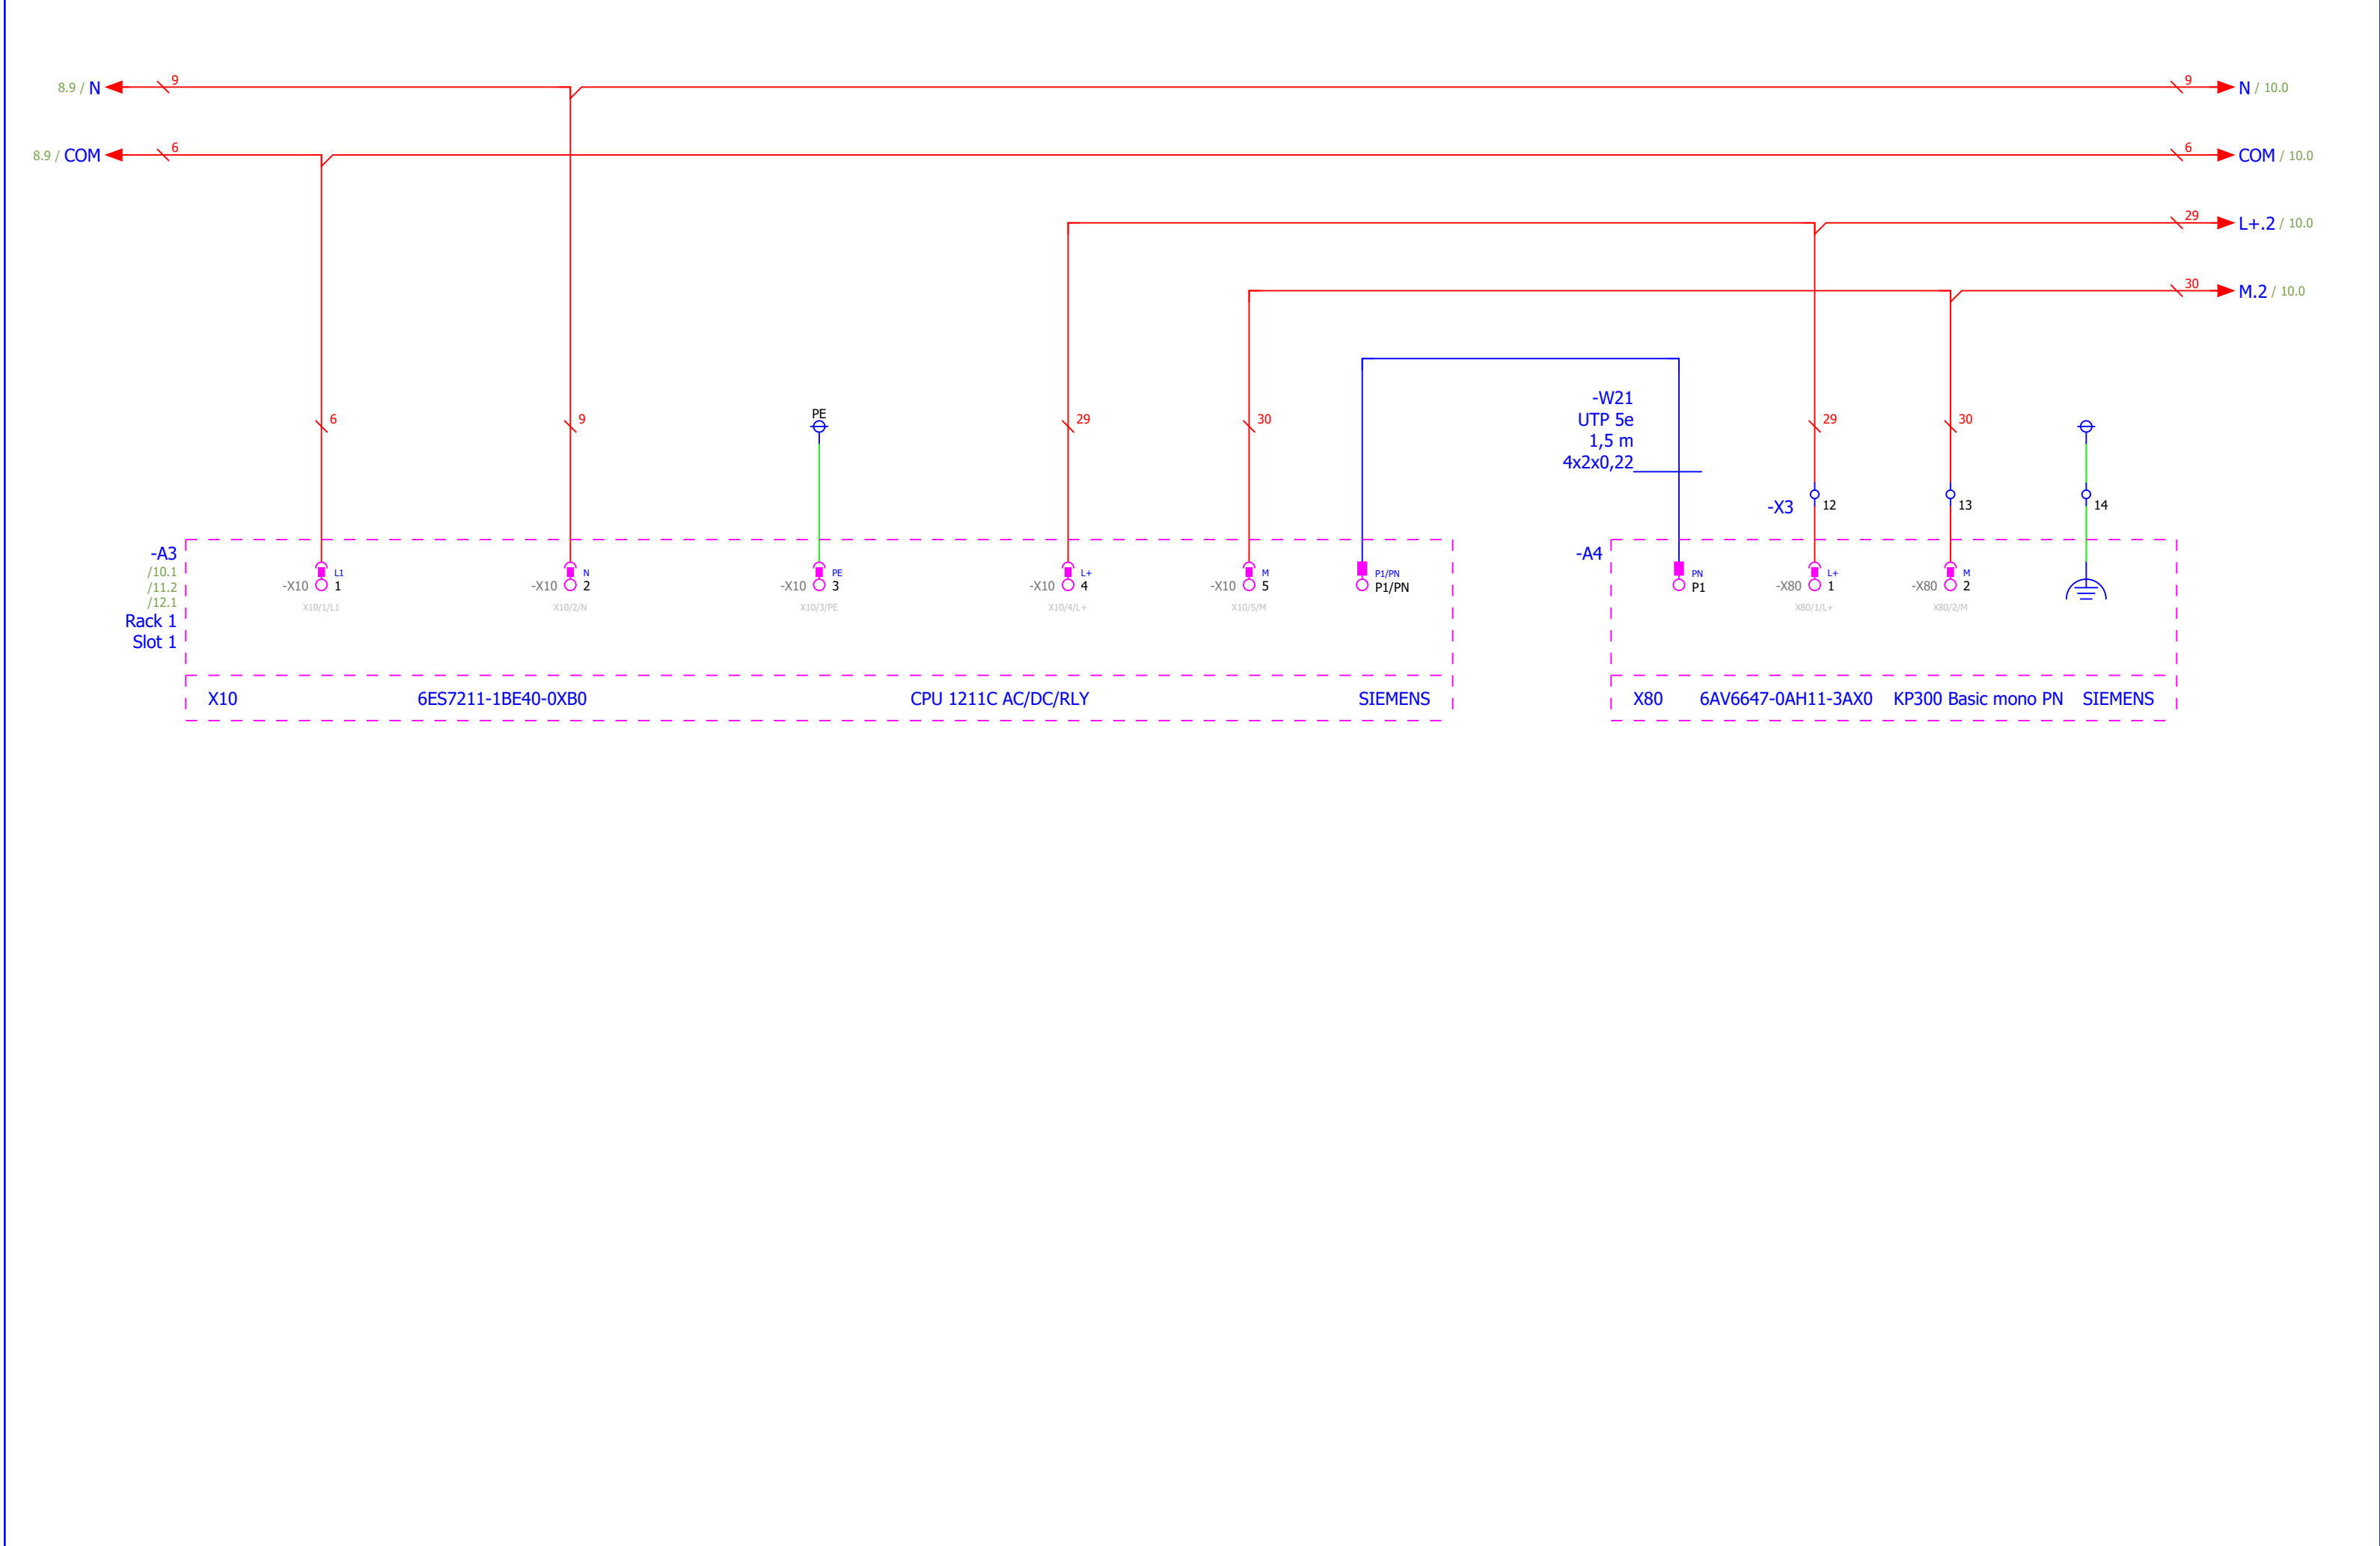 8.9 / N 9 9 N / 10.0
8.9 / COM 6 6 COM / 10.0
29 L+.2 / 10.0
30 M.2 / 10.0
-W21
UTP 5e
1,5 m
4x2x0,22
6 9 PE 29 30 29 30
-X3 12 13 14
-A3
/10.1
/11.2
/12.1
Rack 1
Slot 1
-A4
L1 N PE L+ M P1/PN PN L+ M
-X10 1 -X10 2 -X10 3 -X10 4 -X10 5 P1/PN P1 -X80 1 -X80 2
X10/1/L1 X10/2/N X10/3/PE X10/4/L+ X10/5/M X80/1/L+ X80/2/M
X10 6ES7211-1BE40-0XB0 CPU 1211C AC/DC/RLY SIEMENS
X80 6AV6647-0AH11-3AX0 KP300 Basic mono PN SIEMENS